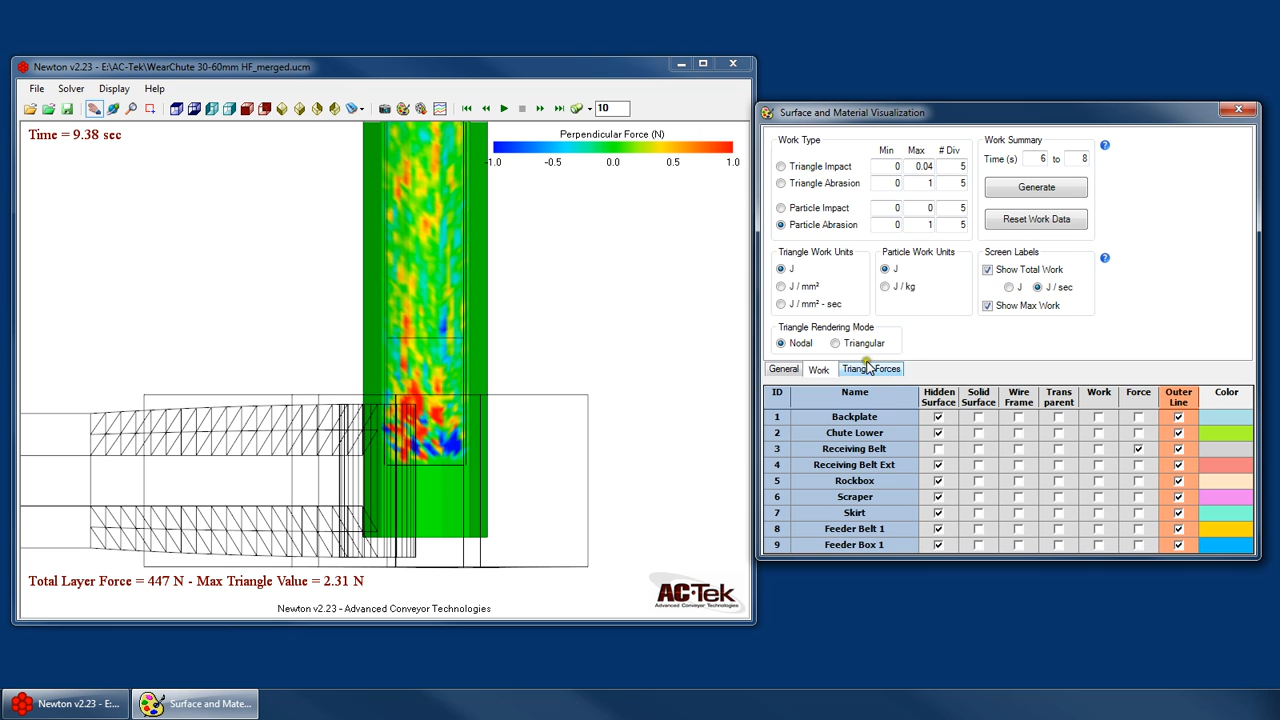 Newton v2.23 - E:\AC-Tek\WearChute 30-60mm HF_merged.ucm
File Solver Display Help
10
Time = 9.38 sec
Perpendicular Force (N)
-1.0 -0.5 0.0 0.5 1.0
Total Layer Force = 447 N - Max Triangle Value = 2.31 N
AC-Tek
Advanced Conveyor Technologies
Newton v2.23 - Advanced Conveyor Technologies
Surface and Material Visualization
Work Type
Min Max # Div
Triangle Impact 0 0.04 5
Triangle Abrasion 0 1 5
Particle Impact 0 0 5
Particle Abrasion 0 1 5
Work Summary
Time (s) 6 to 8
Generate
Reset Work Data
Triangle Work Units
J
J / mm²
J / mm² - sec
Particle Work Units
J
J / kg
Screen Labels
Show Total Work
J J / sec
Show Max Work
Triangle Rendering Mode
Nodal Triangular
General Work Triangle Forces
ID Name Hidden Surface Solid Surface Wire Frame Trans parent Work Force Outer Line Color
1 Backplate
2 Chute Lower
3 Receiving Belt
4 Receiving Belt Ext
5 Rockbox
6 Scraper
7 Skirt
8 Feeder Belt 1
9 Feeder Box 1
Newton v2.23 - E:...
Surface and Mate...